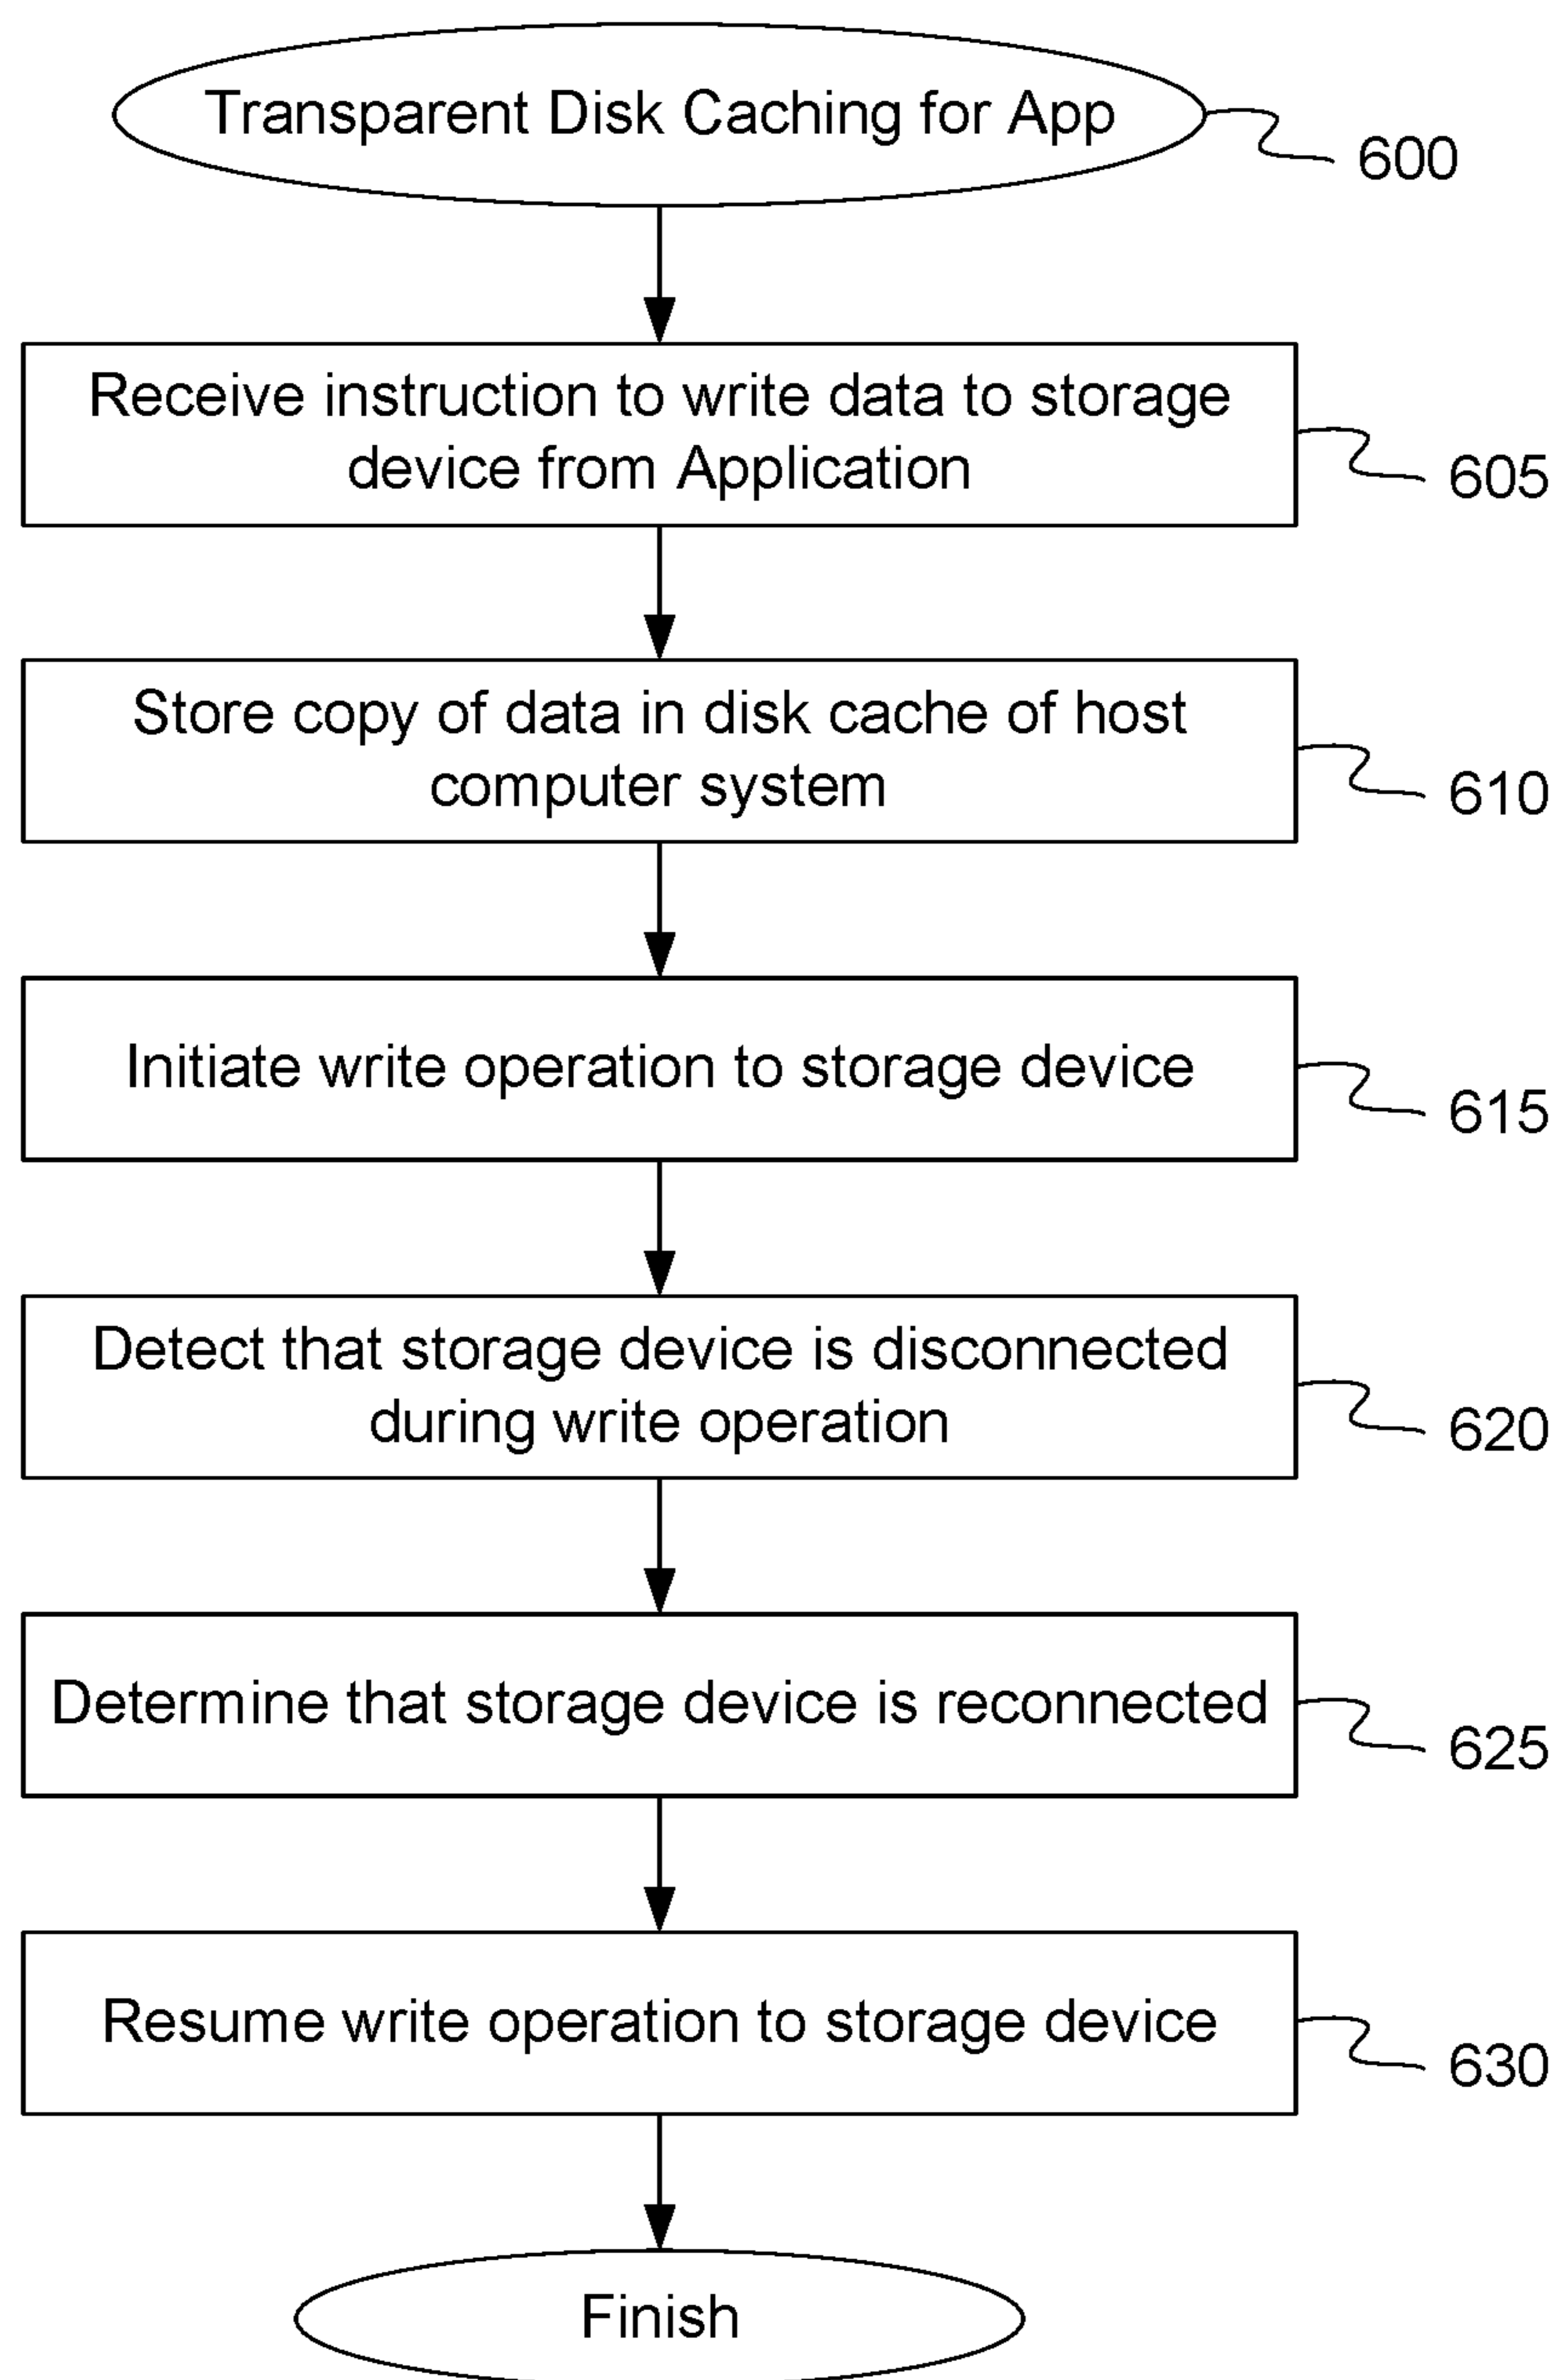 Transparent Disk Caching for App
600
Receive instruction to write data to storage
device from Application
605
Store copy of data in disk cache of host
computer system
610
Initiate write operation to storage device
615
Detect that storage device is disconnected
during write operation
620
Determine that storage device is reconnected
625
Resume write operation to storage device
630
Finish